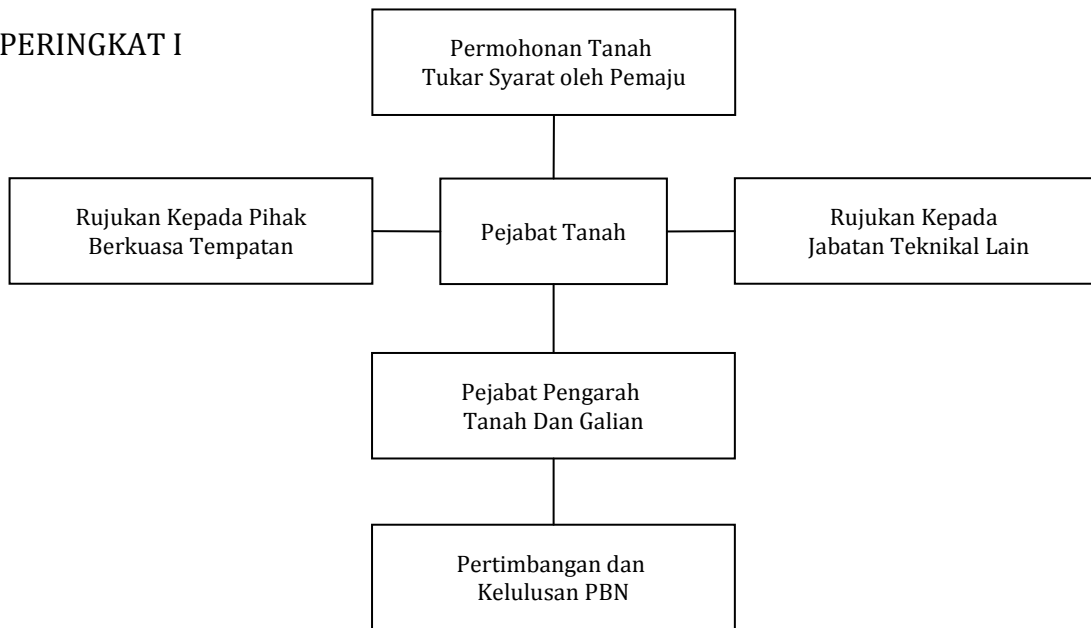 PERINGKAT I
Permohonan Tanah
Tukar Syarat oleh Pemaju
Rujukan Kepada Pihak
Berkuasa Tempatan
Pejabat Tanah
Rujukan Kepada
Jabatan Teknikal Lain
Pejabat Pengarah
Tanah Dan Galian
Pertimbangan dan
Kelulusan PBN